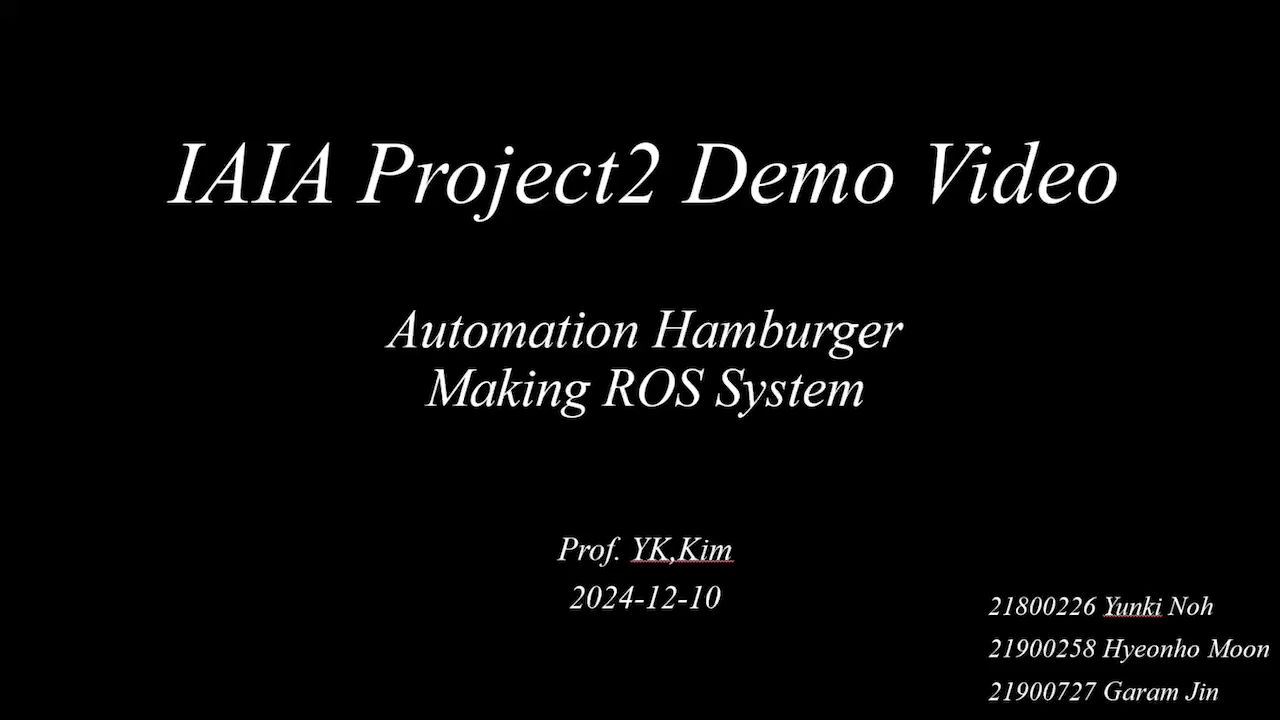 IAIA Project2 Demo Video
Automation Hamburger
Making ROS System
Prof. YK,Kim
2024-12-10
21800226 Yunki Noh
21900258 Hyeonho Moon
21900727 Garam Jin